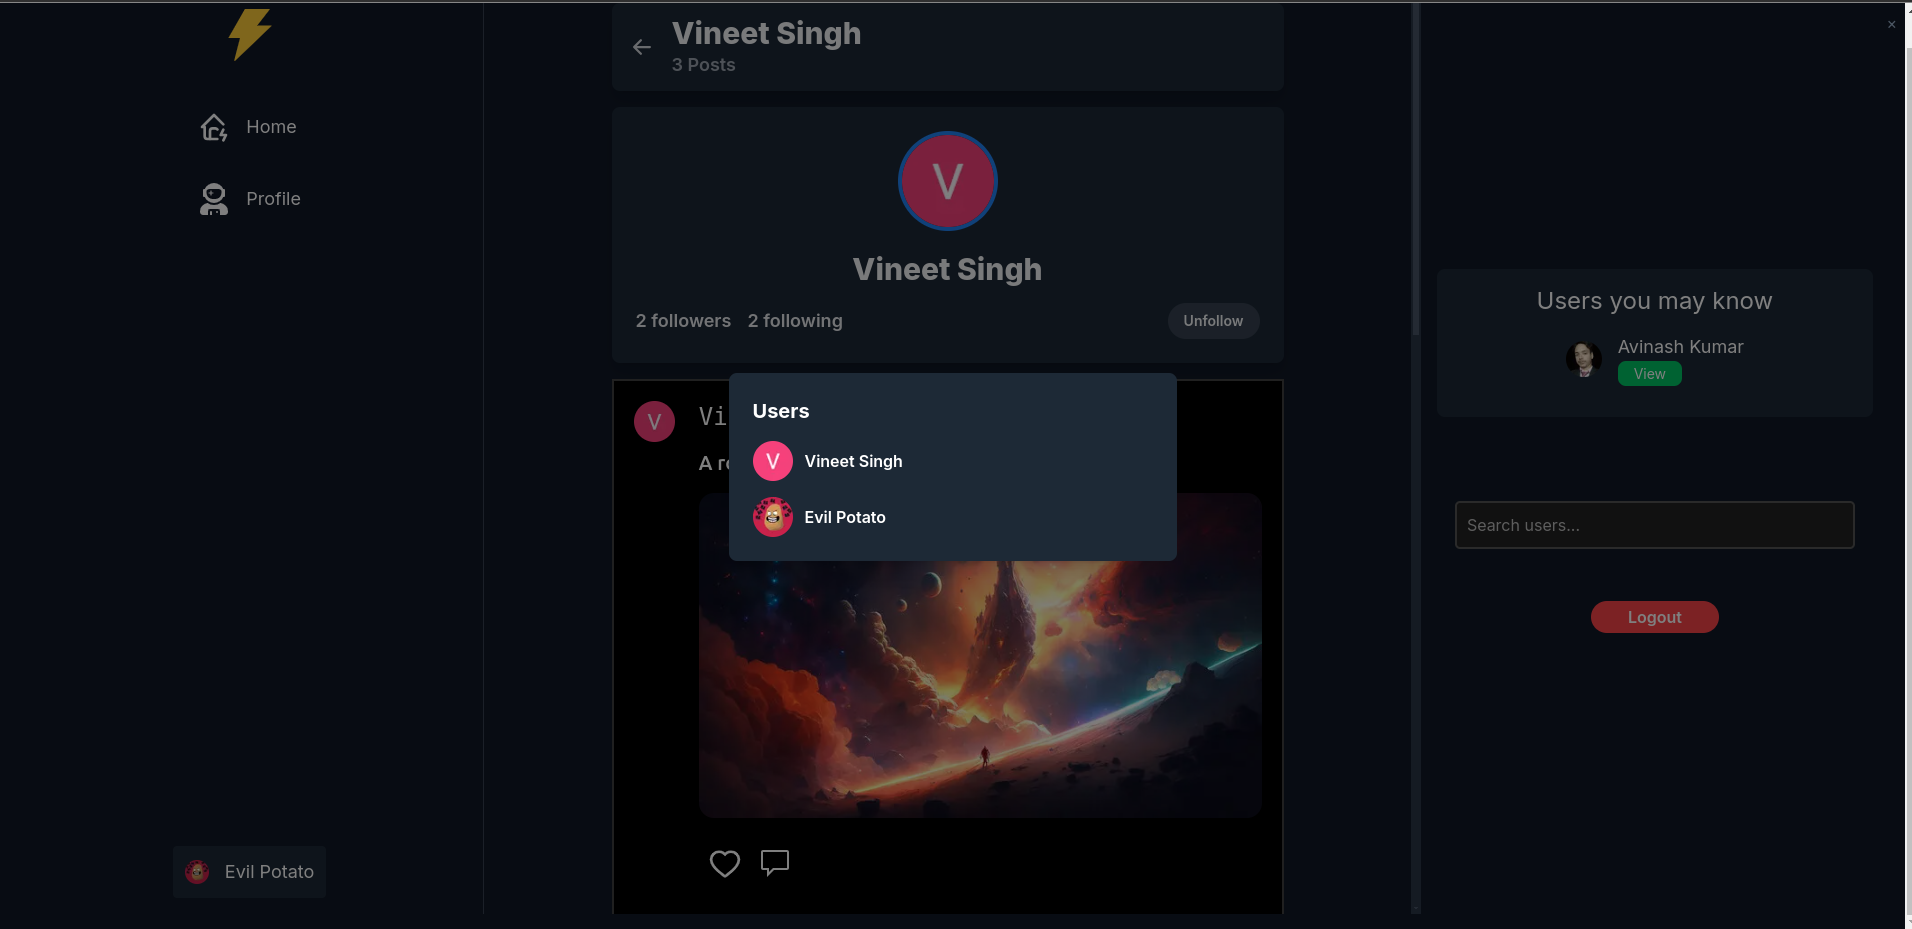 Home
Profile
Evil Potato
Vineet Singh
3 Posts
V
Vineet Singh
2 followers 2 following
Unfollow
V
Users
V Vineet Singh
Evil Potato
Users you may know
Avinash Kumar
View
Search users...
Logout